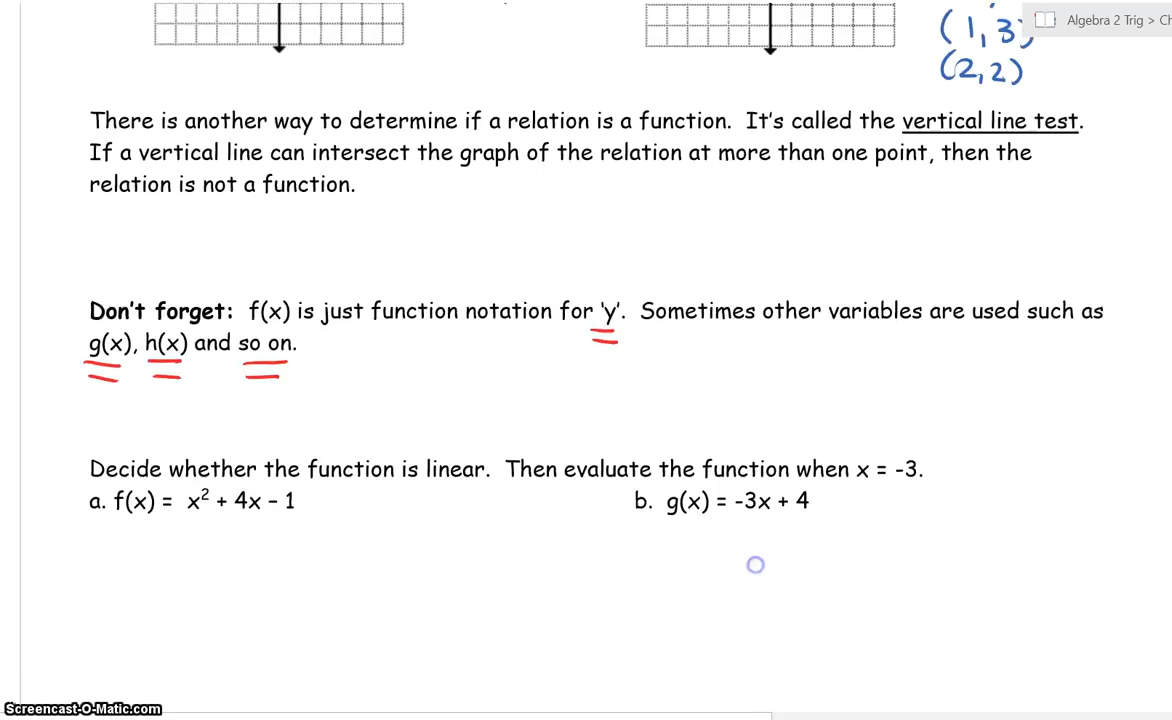 (1, 3)
Algebra 2 Trig > Ch
(2, 2)
There is another way to determine if a relation is a function. It's called the vertical line test.
If a vertical line can intersect the graph of the relation at more than one point, then the
relation is not a function.
Don't forget: f(x) is just function notation for 'y'. Sometimes other variables are used such as
g(x), h(x) and so on.
Decide whether the function is linear. Then evaluate the function when x = -3.
a. f(x) = x² + 4x – 1
b. g(x) = -3x + 4
Screencast-O-Matic.com